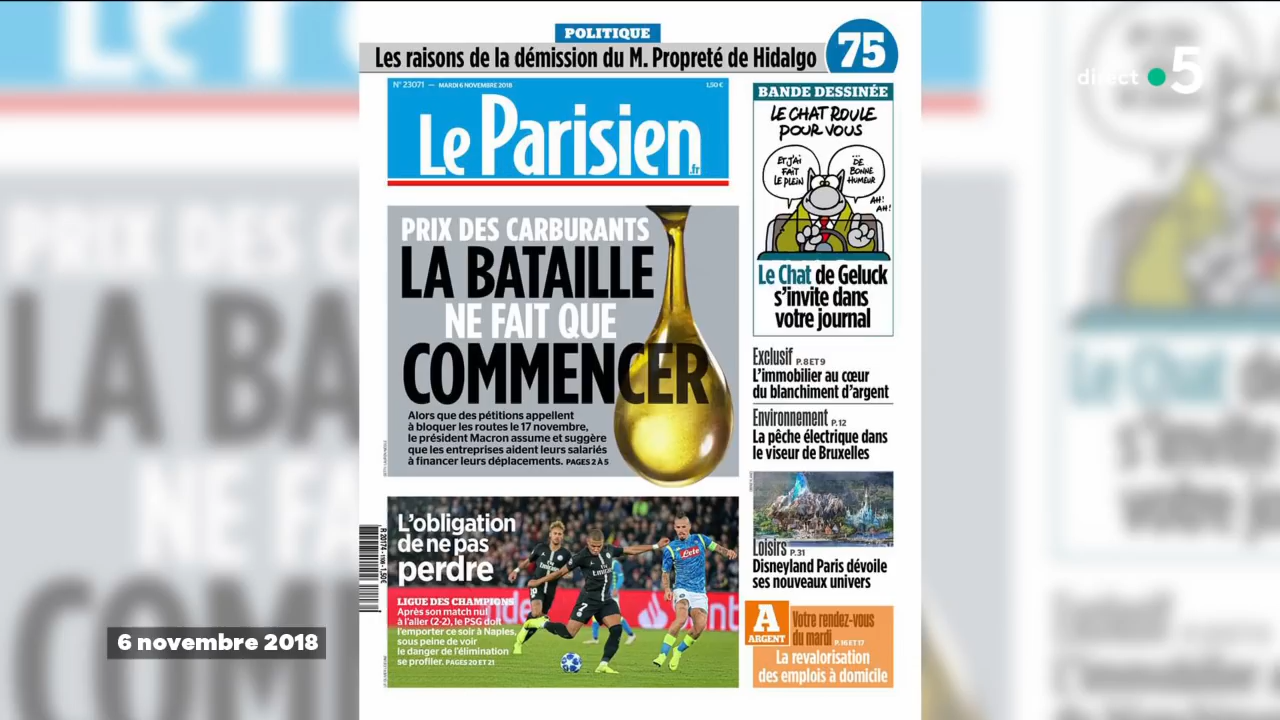 POLITIQUE
Les raisons de la démission du M. Propreté de Hidalgo
75
direct 5
N° 23071 — MARDI 6 NOVEMBRE 2018
1,50 €
Le Parisien
.fr
PRIX DES CARBURANTS
LA BATAILLE
NE FAIT QUE
COMMENCER
Alors que des pétitions appellent
à bloquer les routes le 17 novembre,
le président Macron assume et suggère
que les entreprises aident leurs salariés
à financer leurs déplacements. PAGES 2 À 5
BANDE DESSINÉE
LE CHAT ROULE
POUR VOUS
ET J'AI
FAIT
LE PLEIN
...DE
BONNE
HUMEUR
AH!
AH!
Le Chat de Geluck
s'invite dans
votre journal
Exclusif P. 8 ET 9
L'immobilier au cœur
du blanchiment d'argent
Environnement P. 12
La pêche électrique dans
le viseur de Bruxelles
Loisirs P. 31
Disneyland Paris dévoile
ses nouveaux univers
A
ARGENT
Votre rendez-vous
du mardi P. 16 ET 17
La revalorisation
des emplois à domicile
L'obligation
de ne pas
perdre
LIGUE DES CHAMPIONS
Après son match nul
à l'aller (2-2), le PSG doit
l'emporter ce soir à Naples,
sous peine de voir
le danger de l'élimination
se profiler. PAGES 20 ET 21
6 novembre 2018